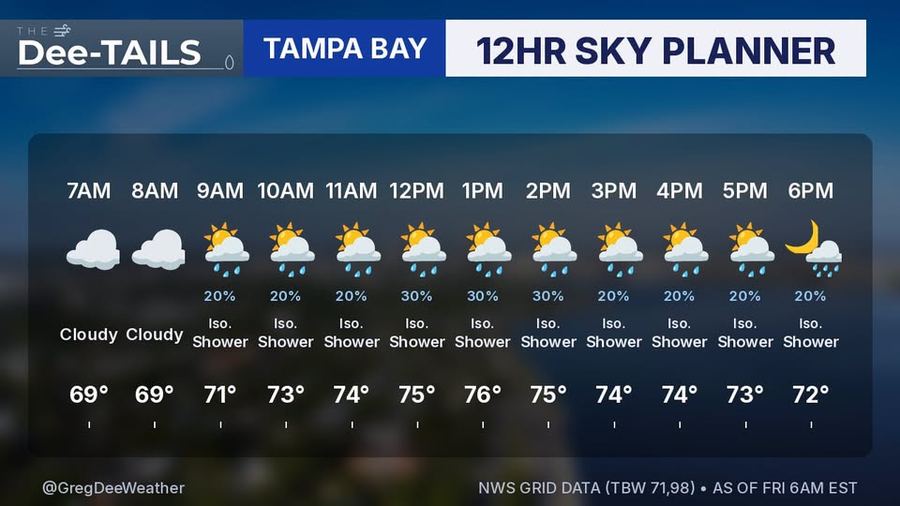 THE
Dee-TAILS
TAMPA BAY
12HR SKY PLANNER
7AM 8AM 9AM 10AM 11AM 12PM 1PM 2PM 3PM 4PM 5PM 6PM
20% 20% 20% 30% 30% 30% 20% 20% 20% 20%
Cloudy Cloudy Iso. Shower Iso. Shower Iso. Shower Iso. Shower Iso. Shower Iso. Shower Iso. Shower Iso. Shower Iso. Shower Iso. Shower
69° 69° 71° 73° 74° 75° 76° 75° 74° 74° 73° 72°
@GregDeeWeather
NWS GRID DATA (TBW 71,98) • AS OF FRI 6AM EST